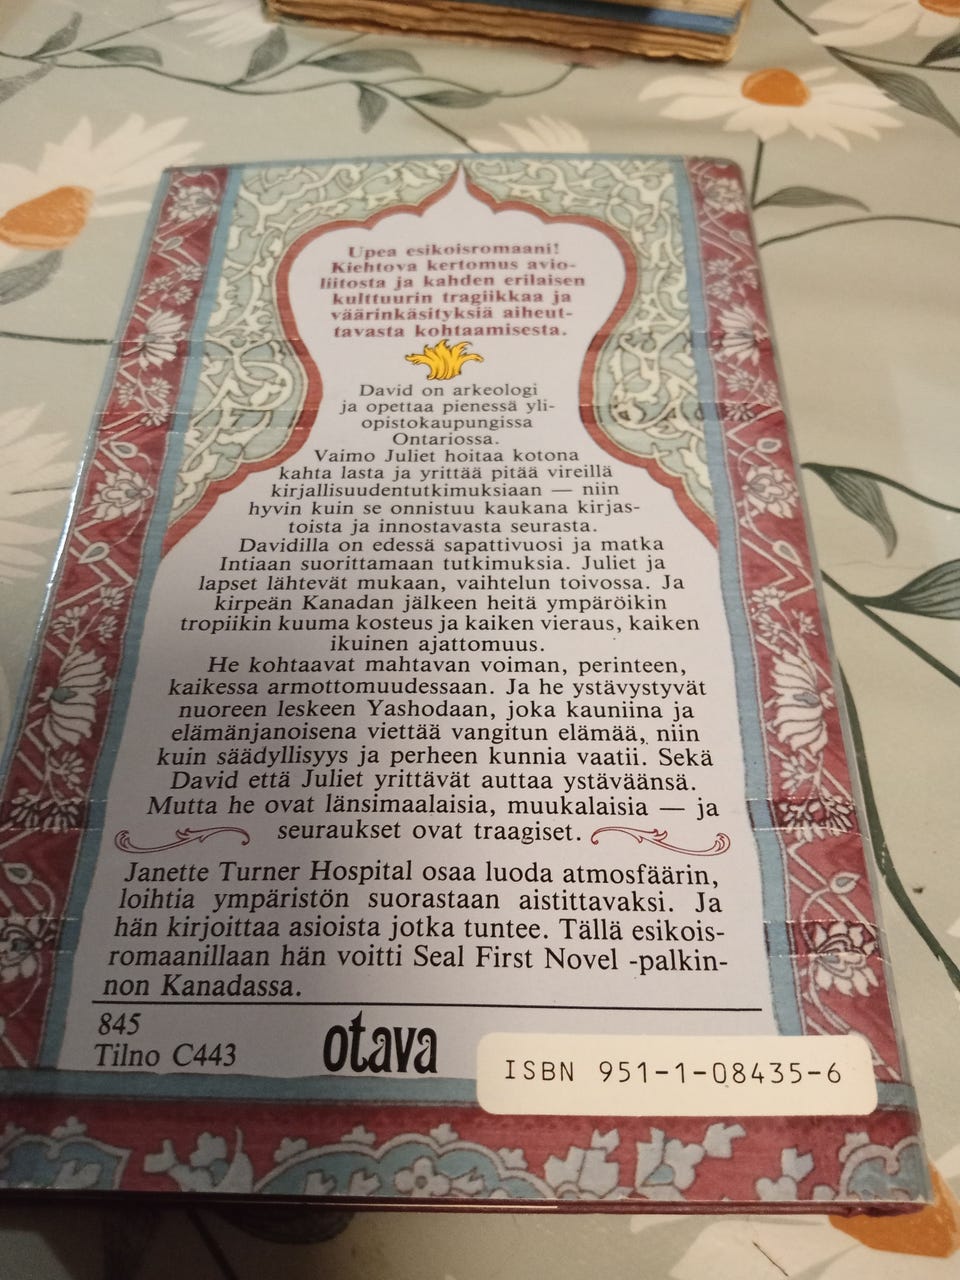 Upea esikoisromaani!
Kiehtova kertomus avio-
liitosta ja kahden erilaisen
kulttuurin tragiikkaa ja
väärinkäsityksiä aiheut-
tavasta kohtaamisesta.
David on arkeologi
ja opettaa pienessä yli-
opistokaupungissa
Ontariossa.
Vaimo Juliet hoitaa kotona
kahta lasta ja yrittää pitää vireillä
kirjallisuudentutkimuksiaan — niin
hyvin kuin se onnistuu kaukana kirjas-
toista ja innostavasta seurasta.
Davidilla on edessä sapattivuosi ja matka
Intiaan suorittamaan tutkimuksia. Juliet ja
lapset lähtevät mukaan, vaihtelun toivossa. Ja
kirpeän Kanadan jälkeen heitä ympäröikin
tropiikin kuuma kosteus ja kaiken vieraus, kaiken
ikuinen ajattomuus.
He kohtaavat mahtavan voiman, perinteen,
kaikessa armottomuudessaan. Ja he ystävystyvät
nuoreen leskeen Yashodaan, joka kauniina ja
elämänjanoisena viettää vangitun elämää, niin
kuin säädyllisyys ja perheen kunnia vaatii. Sekä
David että Juliet yrittävät auttaa ystäväänsä.
Mutta he ovat länsimaalaisia, muukalaisia — ja
seuraukset ovat traagiset.
Janette Turner Hospital osaa luoda atmosfäärin,
loihtia ympäristön suorastaan aistittavaksi. Ja
hän kirjoittaa asioista jotka tuntee. Tällä esikois-
romaanillaan hän voitti Seal First Novel -palkin-
non Kanadassa.
845
Tilno C443
otava
ISBN 951-1-08435-6